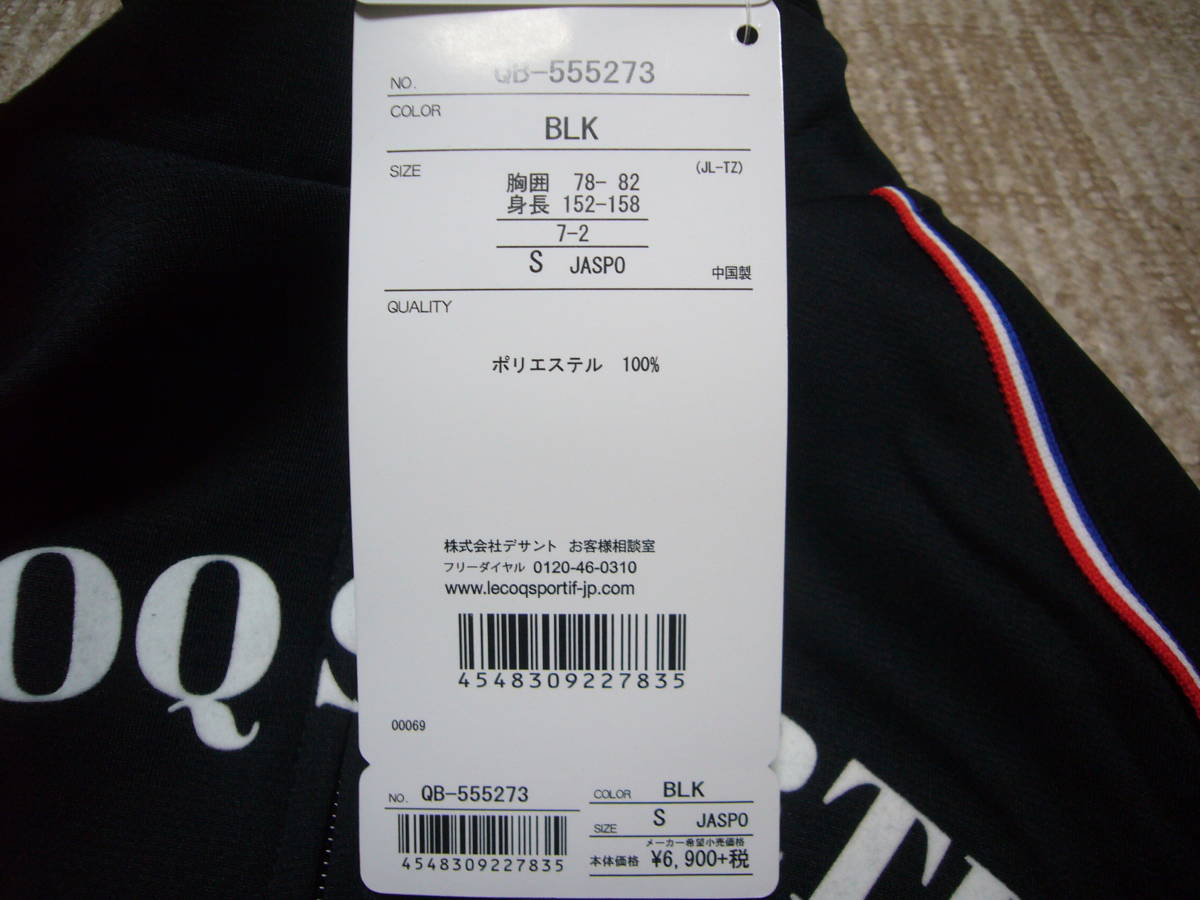 NO. QB-555273
COLOR
BLK
SIZE
(JL-TZ)
胸囲 78- 82
身長 152-158
7-2
S JASPO
中国製
QUALITY
ポリエステル 100%
株式会社デサント お客様相談室
フリーダイヤル 0120-46-0310
www.lecoqsportif-jp.com
4548309227835
00069
NO. QB-555273
4548309227835
COLOR BLK
SIZE S JASPO
メーカー希望小売価格
本体価格 ¥6,900+税
OQ S
RT